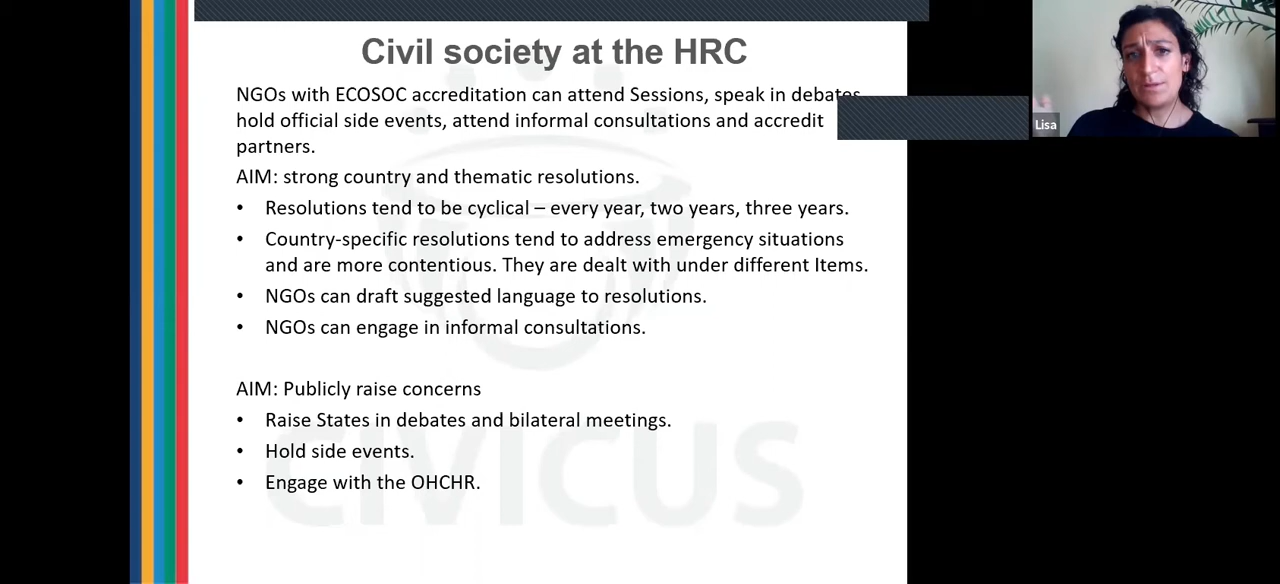 Civil society at the HRC
NGOs with ECOSOC accreditation can attend Sessions, speak in debates
hold official side events, attend informal consultations and accredit
partners.
AIM: strong country and thematic resolutions.
• Resolutions tend to be cyclical – every year, two years, three years.
• Country-specific resolutions tend to address emergency situations
and are more contentious. They are dealt with under different Items.
• NGOs can draft suggested language to resolutions.
• NGOs can engage in informal consultations.
AIM: Publicly raise concerns
• Raise States in debates and bilateral meetings.
• Hold side events.
• Engage with the OHCHR.
CIVICUS
Lisa